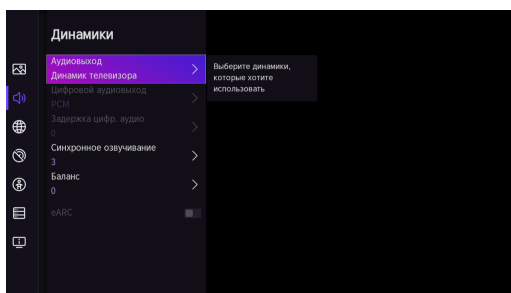 Динамики
Аудиовыход
Динамик телевизора
Выберите динамики,
которые хотите
использовать
Цифровой аудиовыход
PCM
Задержка цифр. аудио
0
Синхронное озвучивание
3
Баланс
0
eARC